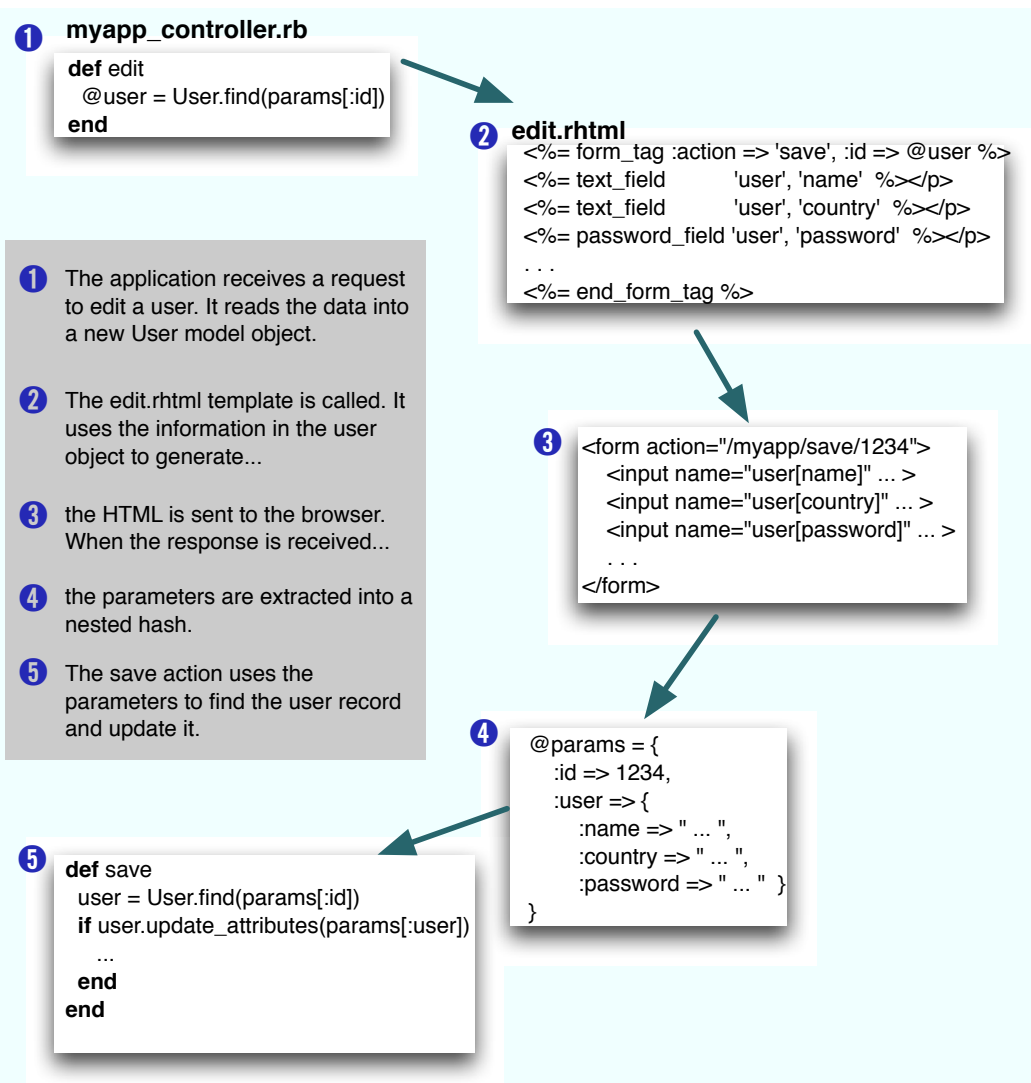 1 myapp_controller.rb
def edit
@user = User.find(params[:id])
end
2 edit.rhtml
<%= form_tag :action => 'save', :id => @user %>
<%= text_field 'user', 'name' %></p>
<%= text_field 'user', 'country' %></p>
<%= password_field 'user', 'password' %></p>
. . .
<%= end_form_tag %>
1 The application receives a request
to edit a user. It reads the data into
a new User model object.
2 The edit.rhtml template is called. It
uses the information in the user
object to generate...
3 the HTML is sent to the browser.
When the response is received...
4 the parameters are extracted into a
nested hash.
5 The save action uses the
parameters to find the user record
and update it.
3 <form action="/myapp/save/1234">
<input name="user[name]" ... >
<input name="user[country]" ... >
<input name="user[password]" ... >
. . .
</form>
4 @params = {
:id => 1234,
:user => {
:name => " ... ",
:country => " ... ",
:password => " ... " }
}
5 def save
user = User.find(params[:id])
if user.update_attributes(params[:user])
...
end
end